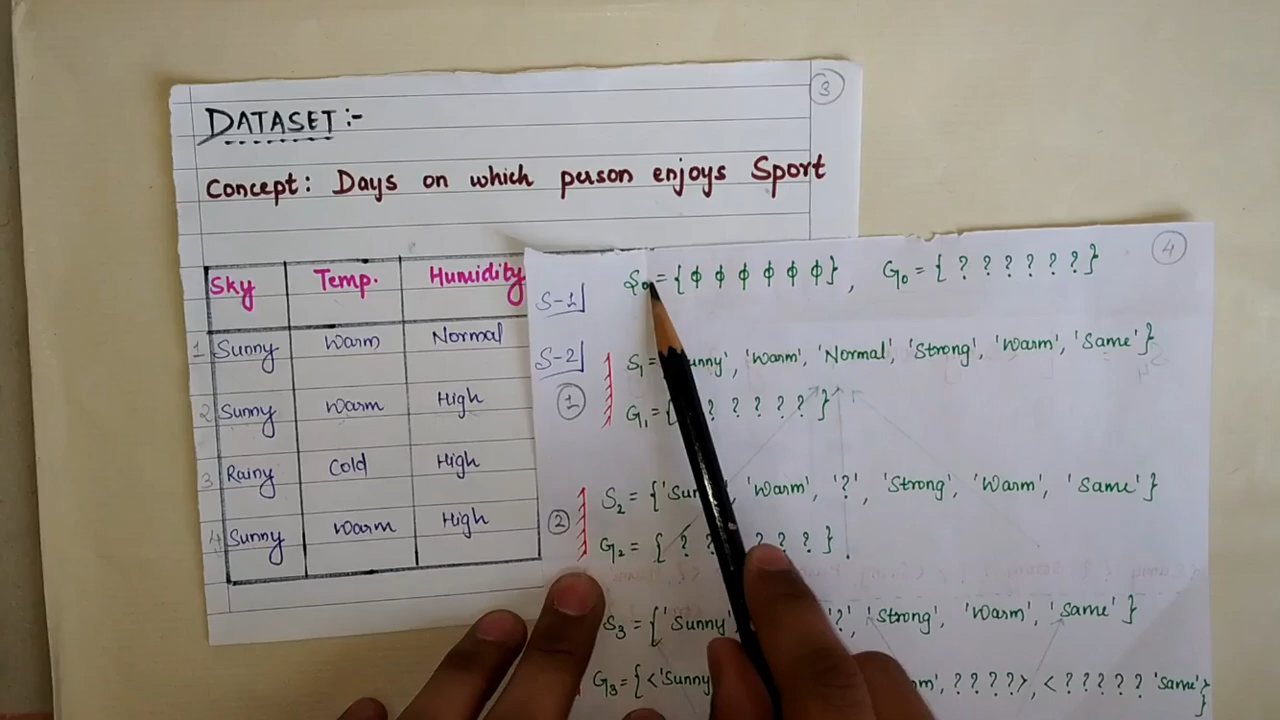 3
DATASET:-
Concept: Days on which person enjoys Sport
Sky Temp. Humidity
1 Sunny Warm Normal
2 Sunny Warm High
3 Rainy Cold High
4 Sunny Warm High
4
S-1 S0 = { ϕ ϕ ϕ ϕ ϕ ϕ }, G0 = { ? ? ? ? ? ? }
S-2 S1 = 'Warm', 'Normal', 'Strong', 'Warm', 'Same' }
1 G1 = { ? ? ? ? ? }
S2 = { 'Sun 'Warm', '?', 'Strong', 'Warm', 'Same' }
2 G2 = { ? ? ? ? ? }
S3 = { 'Sunny' '?', 'Strong', 'Warm', 'Same' }
G3 = { < 'Sunny ? ? ? ? >, < ? ? ? ? ? 'Same' }